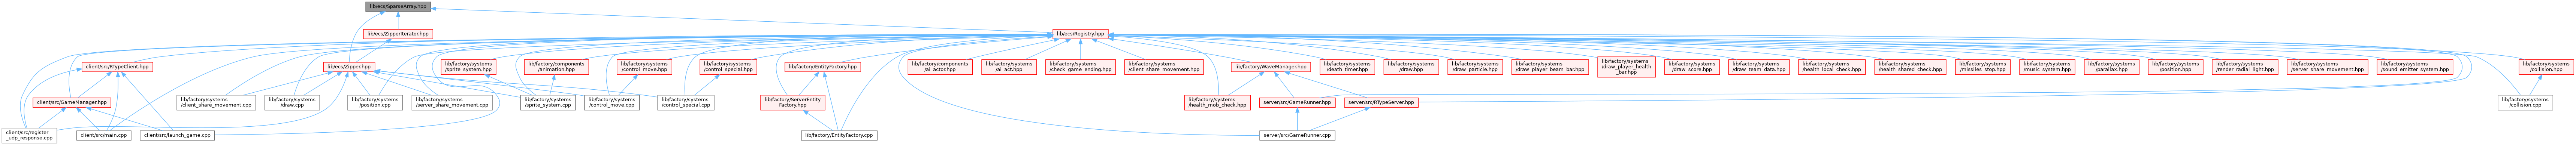 lib/ecs/SparseArray.hpp
lib/ecs/ZipperIterator.hpp
lib/ecs/Registry.hpp
client/src/RTypeClient.hpp
lib/ecs/Zipper.hpp
lib/factory/systems
/sprite_system.hpp
lib/factory/components
/animation.hpp
lib/factory/systems
/control_move.hpp
lib/factory/systems
/control_special.hpp
lib/factory/EntityFactory.hpp
lib/factory/components
/ai_actor.hpp
lib/factory/systems
/ai_act.hpp
lib/factory/systems
/check_game_ending.hpp
lib/factory/systems
/client_share_movement.hpp
lib/factory/WaveManager.hpp
lib/factory/systems
/death_timer.hpp
lib/factory/systems
/draw.hpp
lib/factory/systems
/draw_particle.hpp
lib/factory/systems
/draw_player_beam_bar.hpp
lib/factory/systems
/draw_player_health
_bar.hpp
lib/factory/systems
/draw_score.hpp
lib/factory/systems
/draw_team_data.hpp
lib/factory/systems
/health_local_check.hpp
lib/factory/systems
/health_shared_check.hpp
lib/factory/systems
/missiles_stop.hpp
lib/factory/systems
/music_system.hpp
lib/factory/systems
/parallax.hpp
lib/factory/systems
/position.hpp
lib/factory/systems
/render_radial_light.hpp
lib/factory/systems
/server_share_movement.hpp
lib/factory/systems
/sound_emitter_system.hpp
lib/factory/systems
/collision.hpp
client/src/GameManager.hpp
lib/factory/systems
/client_share_movement.cpp
lib/factory/systems
/draw.cpp
lib/factory/systems
/position.cpp
lib/factory/systems
/server_share_movement.cpp
lib/factory/systems
/sprite_system.cpp
lib/factory/systems
/control_move.cpp
lib/factory/systems
/control_special.cpp
lib/factory/ServerEntity
Factory.hpp
lib/factory/systems
/health_mob_check.hpp
server/src/GameRunner.hpp
server/src/RTypeServer.hpp
lib/factory/systems
/collision.cpp
client/src/register
_udp_response.cpp
client/src/main.cpp
client/src/launch_game.cpp
lib/factory/EntityFactory.cpp
server/src/GameRunner.cpp